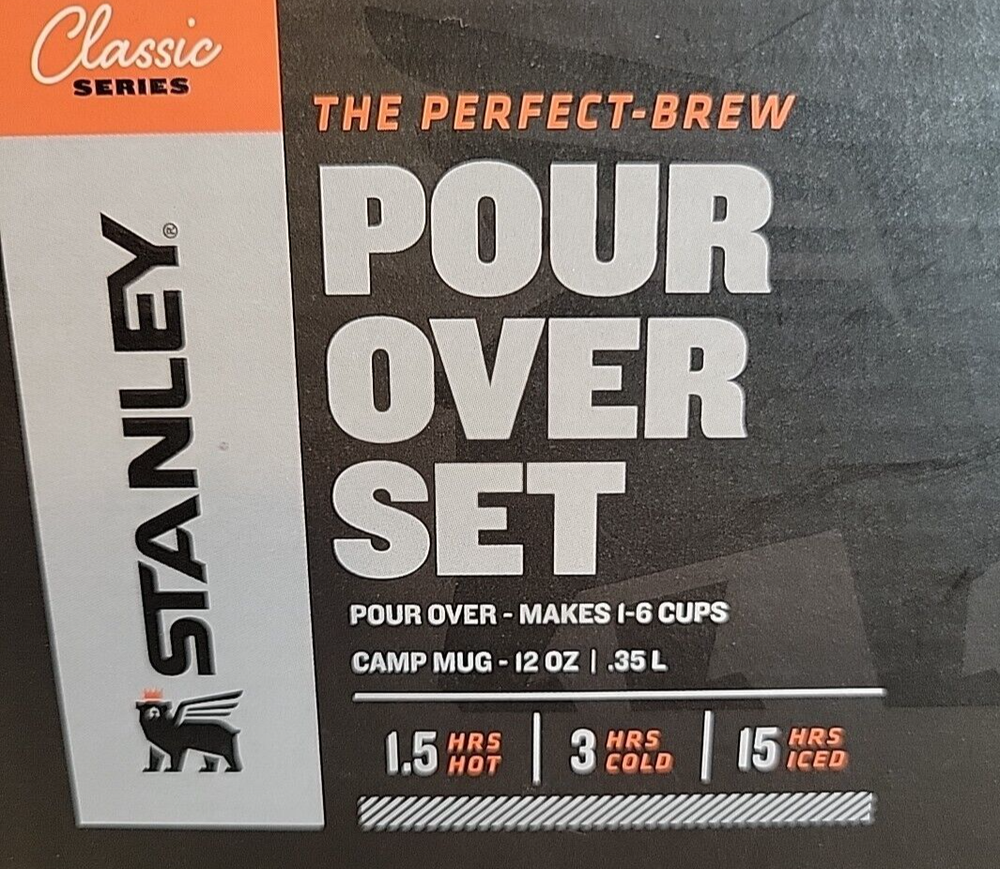 Classic
SERIES
STANLEY®
THE PERFECT-BREW
POUR
OVER
SET
POUR OVER - MAKES 1-6 CUPS
CAMP MUG - 12 OZ | .35 L
1.5 HRS HOT | 3 HRS COLD | 15 HRS ICED